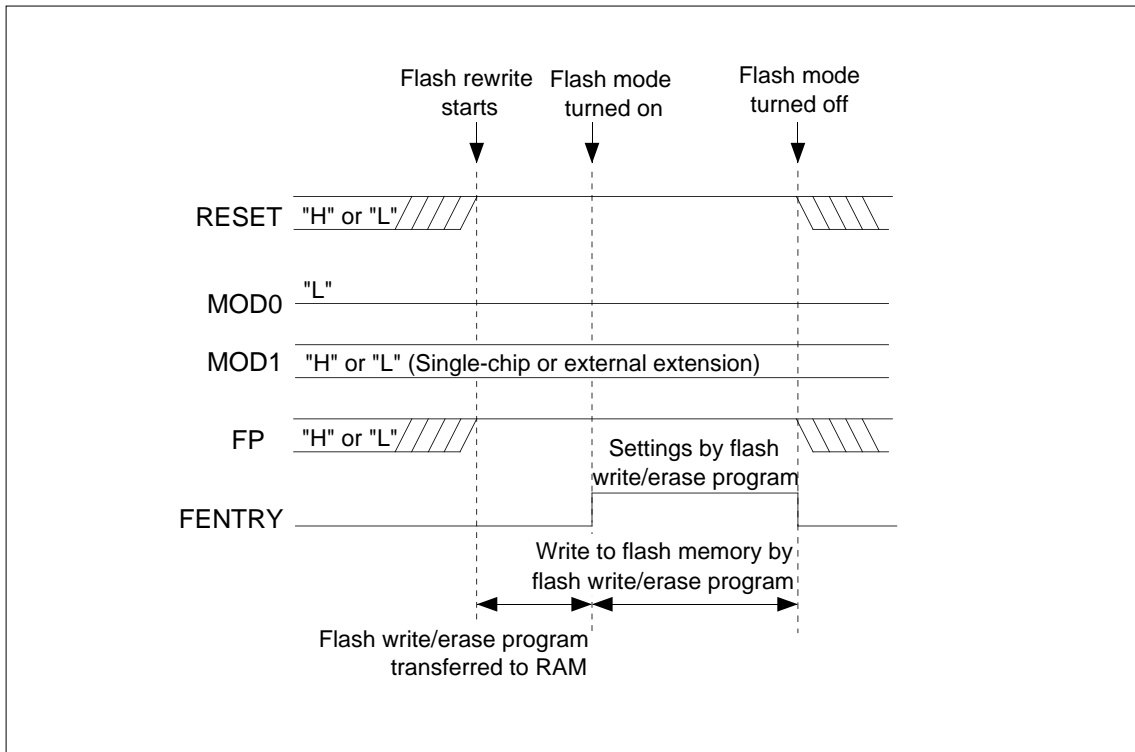 Flash rewrite
starts
Flash mode
turned on
Flash mode
turned off
RESET
"H" or "L"
MOD0
"L"
MOD1
"H" or "L" (Single-chip or external extension)
FP
"H" or "L"
Settings by flash
write/erase program
FENTRY
Write to flash memory by
flash write/erase program
Flash write/erase program
transferred to RAM